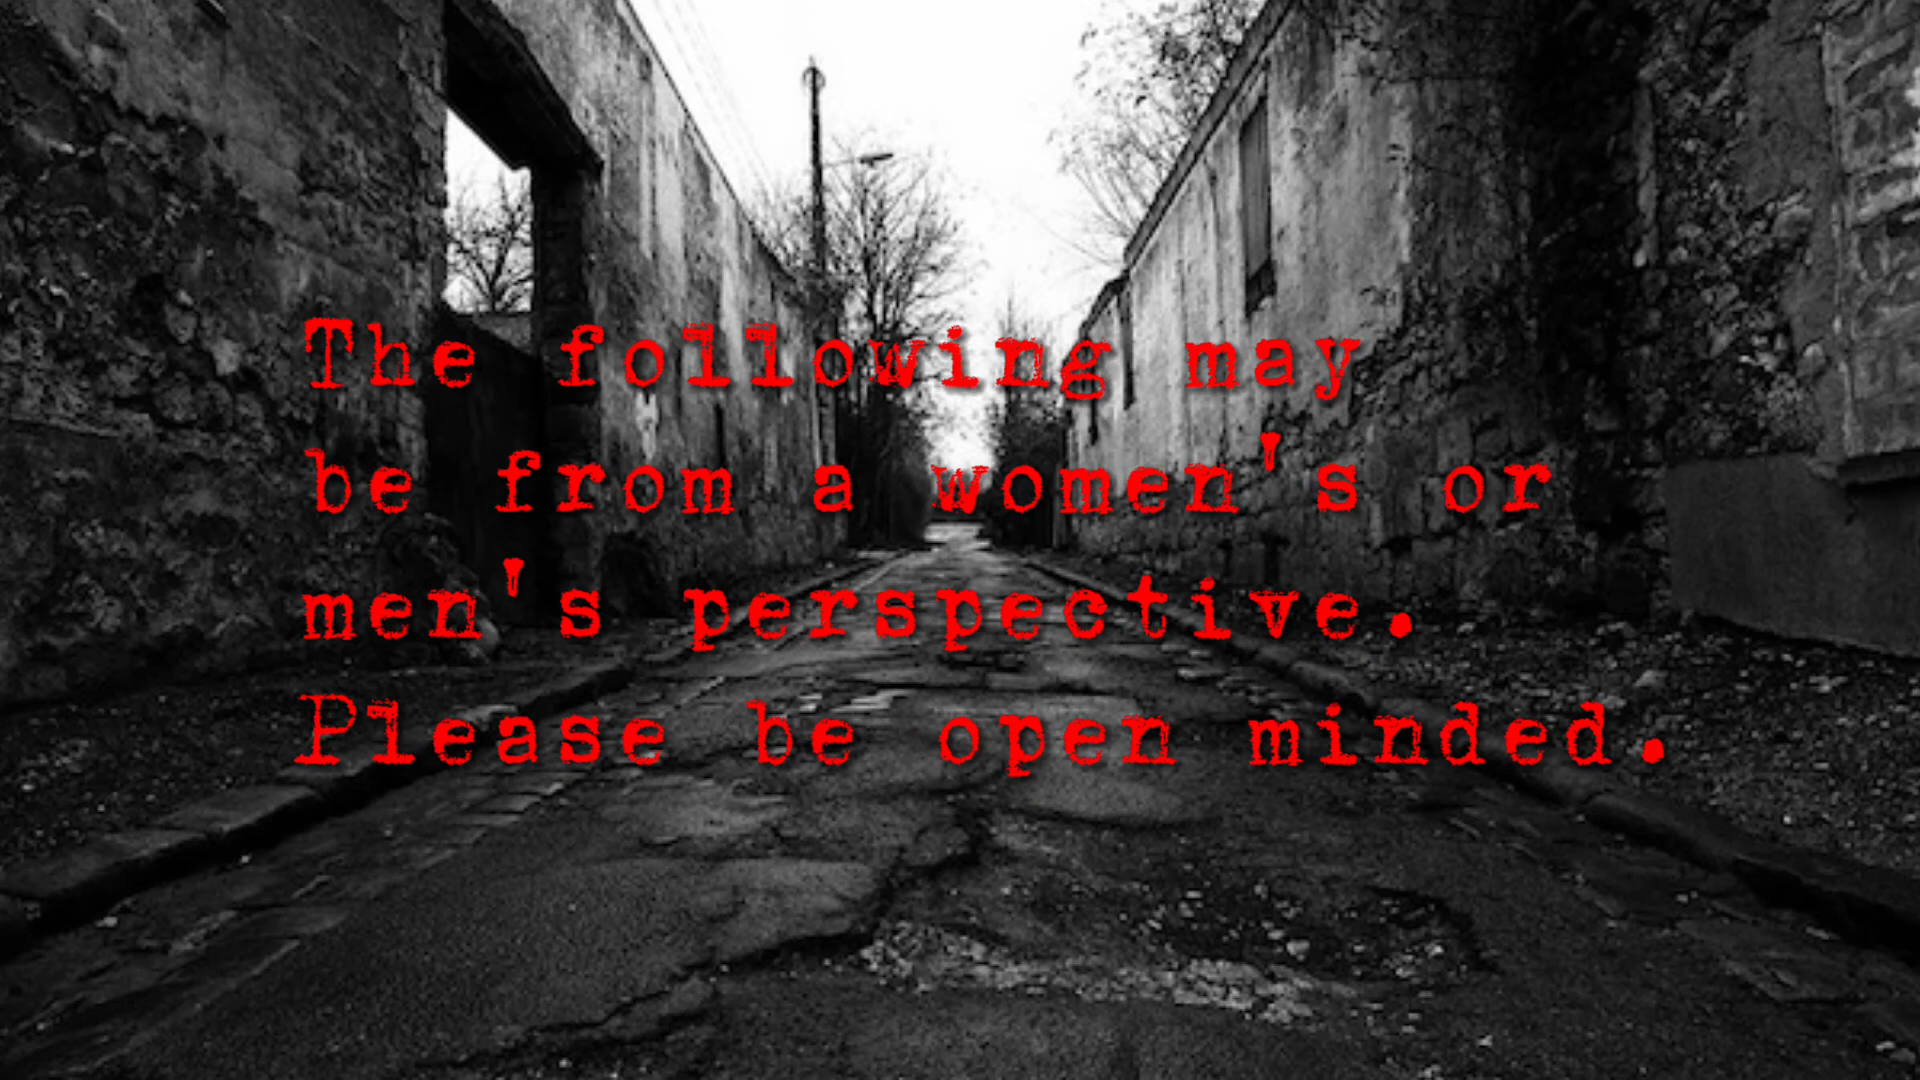 The following may
be from a women's or
men's perspective.
Please be open minded.